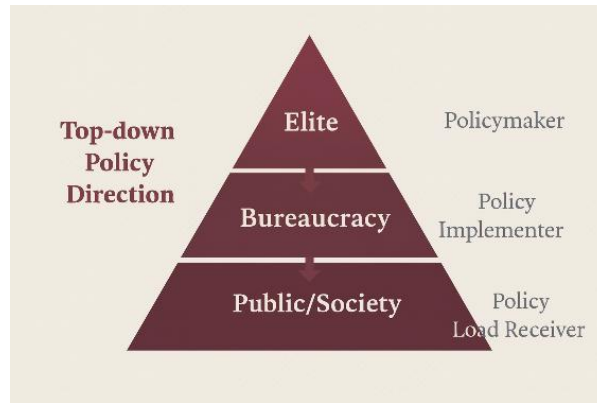 Top-down
Policy
Direction
Elite
Policymaker
Bureaucracy
Policy
Implementer
Public/Society
Policy
Load Receiver